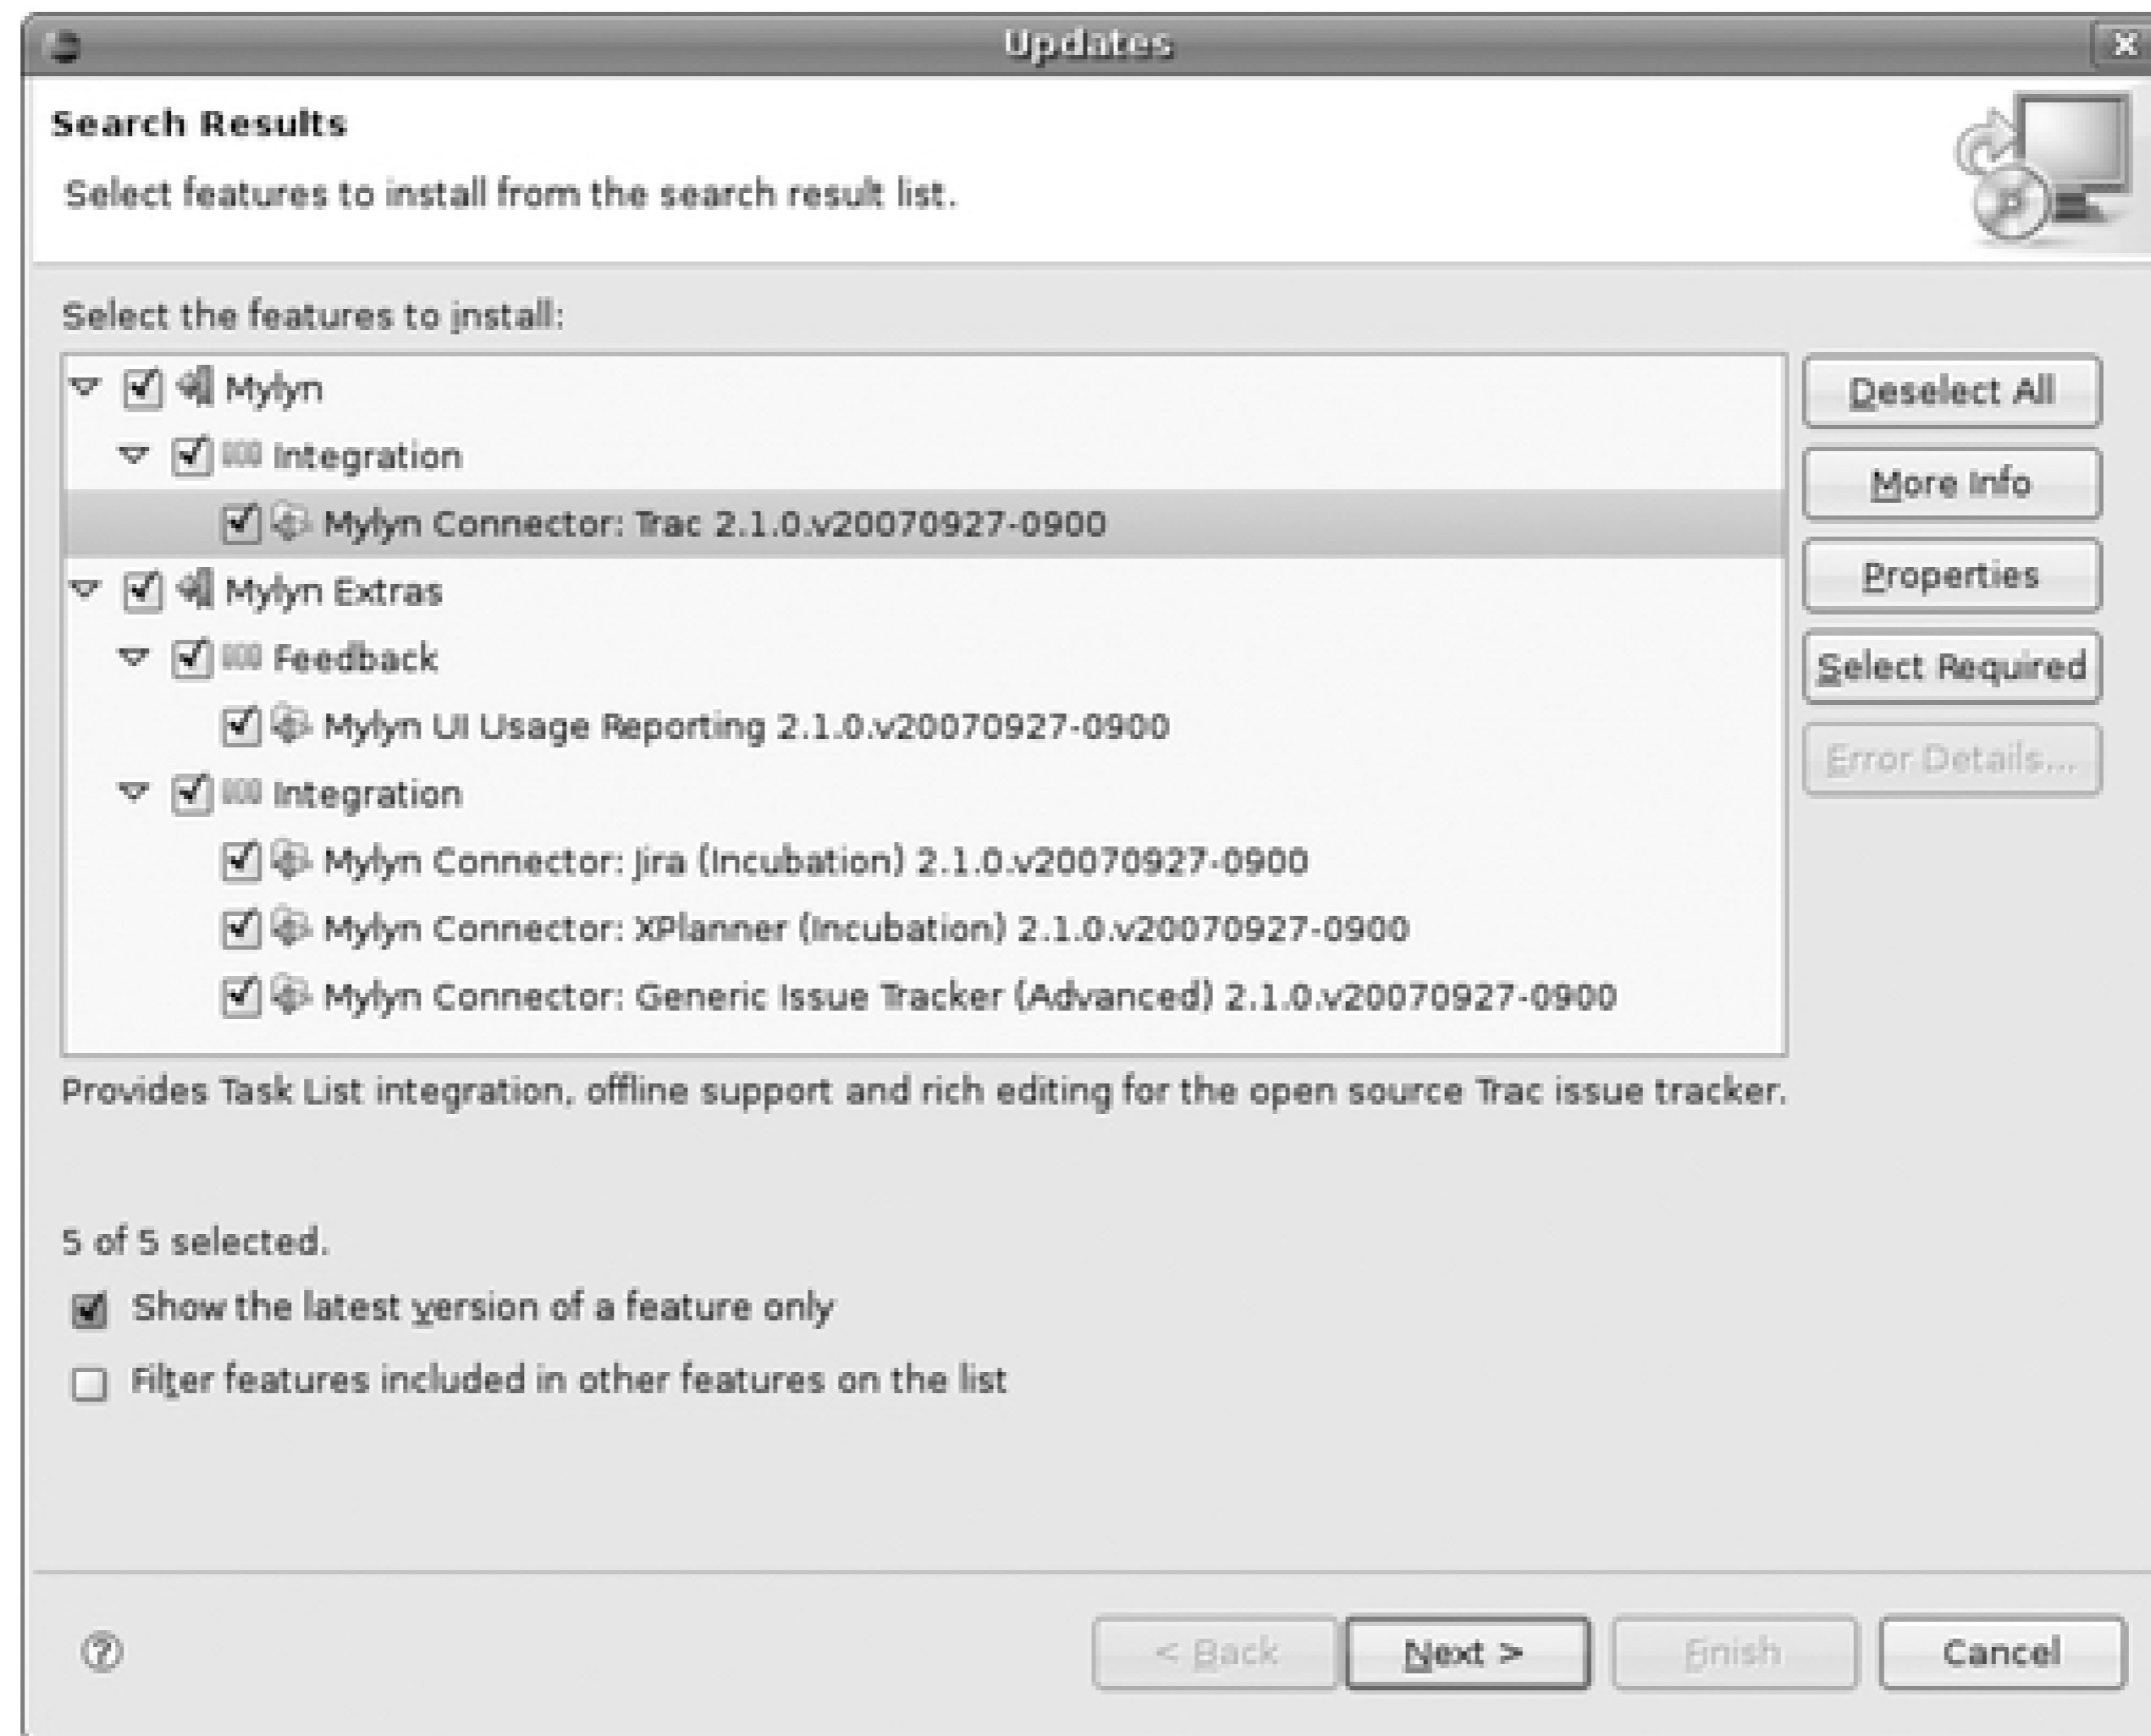 Updates
Search Results
Select features to install from the search result list.
Select the features to install:
Mylyn
Integration
Mylyn Connector: Trac 2.1.0.v20070927-0900
Mylyn Extras
Feedback
Mylyn UI Usage Reporting 2.1.0.v20070927-0900
Integration
Mylyn Connector: Jira (Incubation) 2.1.0.v20070927-0900
Mylyn Connector: XPlanner (Incubation) 2.1.0.v20070927-0900
Mylyn Connector: Generic Issue Tracker (Advanced) 2.1.0.v20070927-0900
Deselect All
More Info
Properties
Select Required
Error Details...
Provides Task List integration, offline support and rich editing for the open source Trac issue tracker.
5 of 5 selected.
Show the latest version of a feature only
Filter features included in other features on the list
?
< Back
Next >
Finish
Cancel